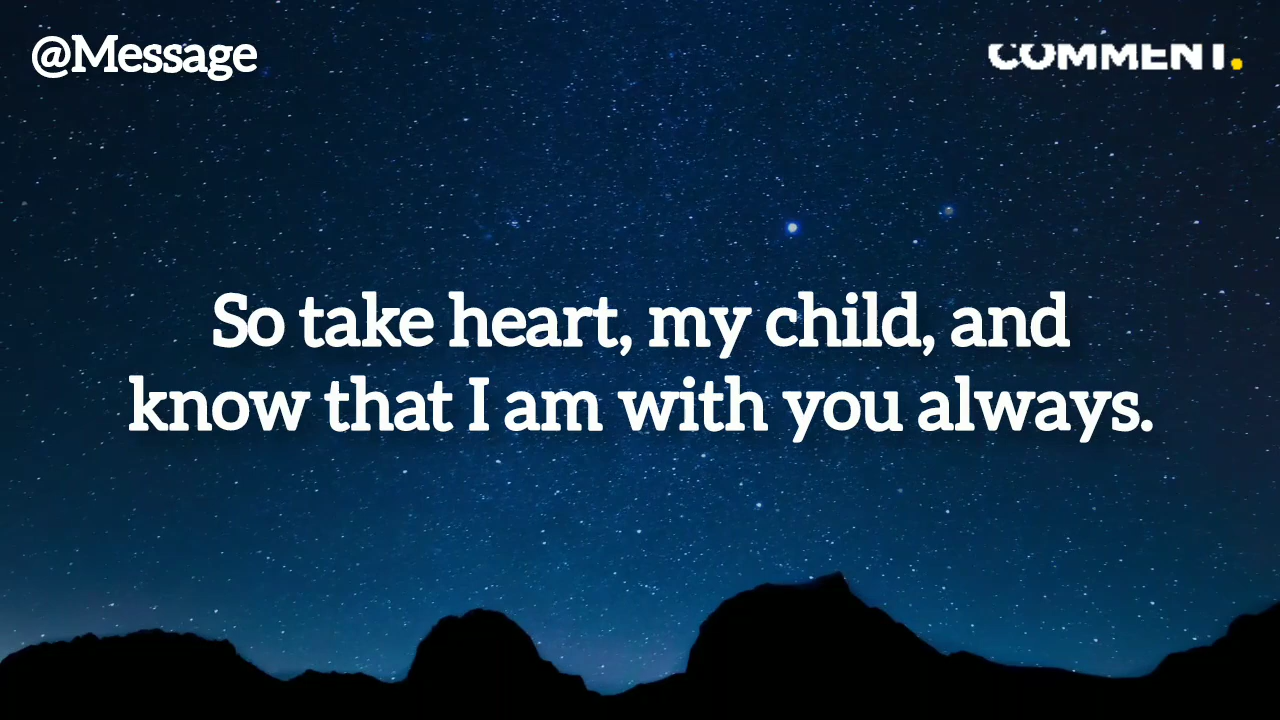 @Message
COMMENT.
So take heart, my child, and
know that I am with you always.